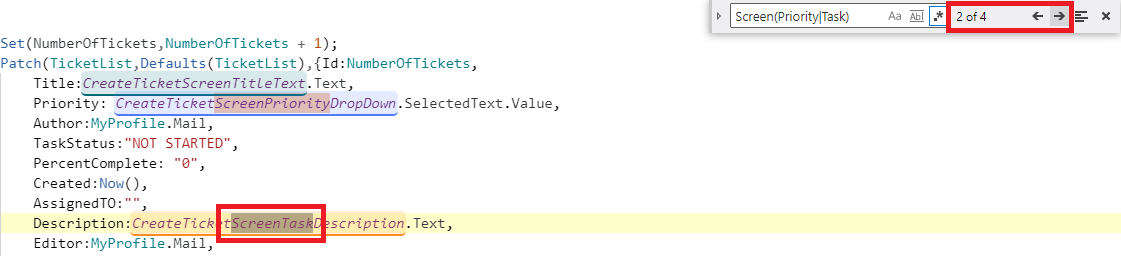 Screen(Priority|Task) Aa Abl .* 2 of 4
Set(NumberOfTickets,NumberOfTickets + 1);
Patch(TicketList,Defaults(TicketList),{Id:NumberOfTickets,
Title:CreateTicketScreenTitleText.Text,
Priority: CreateTicketScreenPriorityDropDown.SelectedText.Value,
Author:MyProfile.Mail,
TaskStatus:"NOT STARTED",
PercentComplete: "0",
Created:Now(),
AssignedTO:"",
Description:CreateTicketScreenTaskDescription.Text,
Editor:MyProfile.Mail,